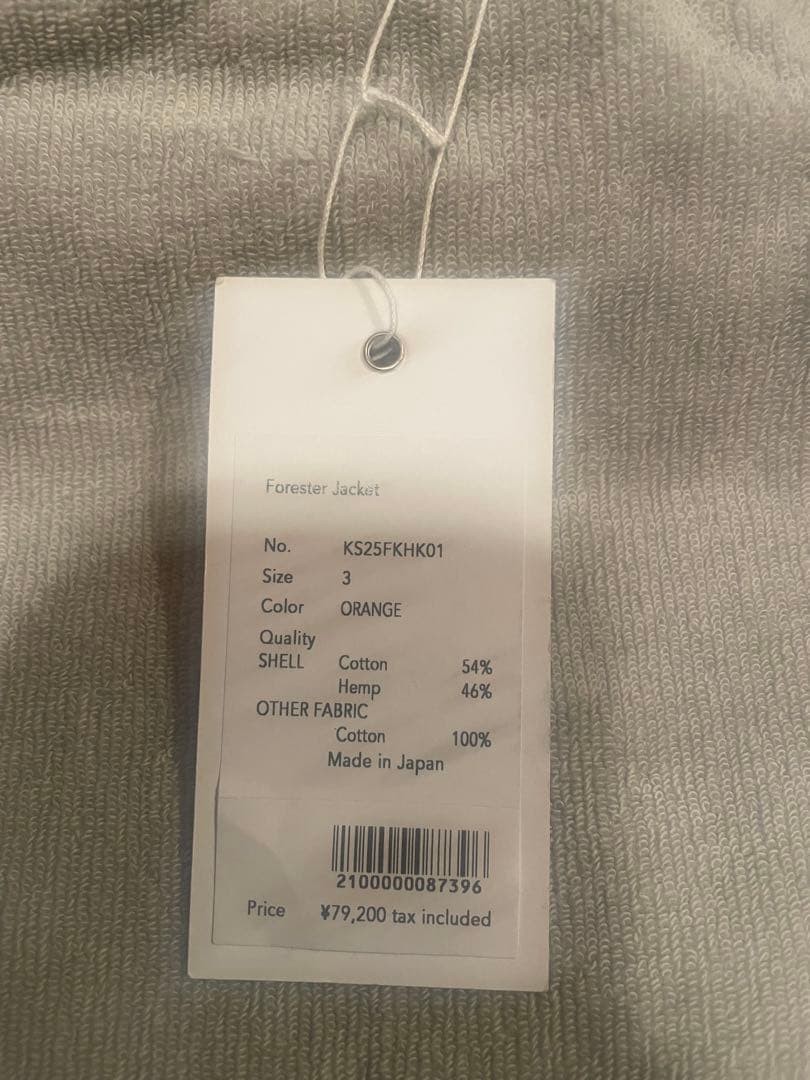 Forester Jacket
No. KS25FKHK01
Size 3
Color ORANGE
Quality
SHELL Cotton 54%
Hemp 46%
OTHER FABRIC
Cotton 100%
Made in Japan
2100000087396
Price ¥79,200 tax included